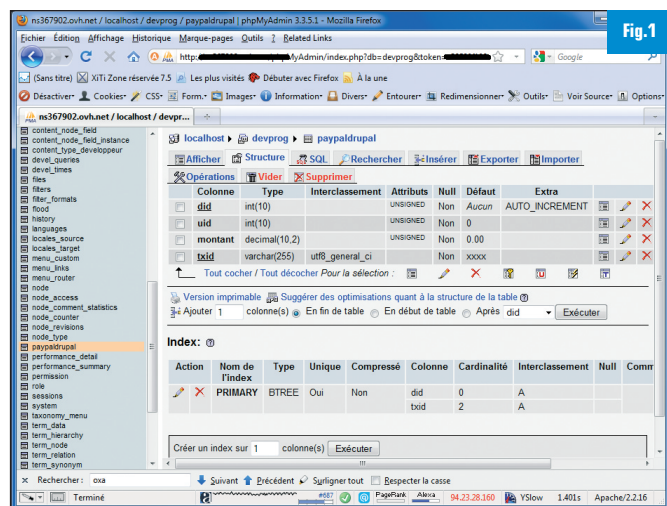 ns367902.ovh.net / localhost / devprog / paypaldrupal | phpMyAdmin 3.3.5.1 - Mozilla Firefox
Fig.1
Fichier Édition Affichage Historique Marque-pages Outils ? Related Links
http: MyAdmin/index.php?db=devprog&token= Google
(Sans titre) XiTi Zone réservée 7.5 Les plus visités Débuter avec Firefox À la une
Désactiver Cookies CSS Form. Images Information Divers Entourer Redimensionner Outils Voir Source Options
ns367902.ovh.net / localhost / devpr...
content_node_field
content_node_field_instance
content_type_developpeur
devel_queries
devel_times
files
filters
filter_formats
flood
history
languages
locales_source
locales_target
menu_custom
menu_links
menu_router
node
node_access
node_comment_statistics
node_counter
node_revisions
node_type
paypaldrupal
performance_detail
performance_summary
permission
role
sessions
system
taxonomy_menu
term_data
term_hierarchy
term_node
term_relation
term_synonym
localhost ▸ devprog ▸ paypaldrupal
Afficher Structure SQL Rechercher Insérer Exporter Importer
Opérations Vider Supprimer
Colonne Type Interclassement Attributs Null Défaut Extra
did int(10) UNSIGNED Non Aucun AUTO_INCREMENT
uid int(10) UNSIGNED Non 0
montant decimal(10,2) UNSIGNED Non 0.00
txid varchar(255) utf8_general_ci Non xxxx
Tout cocher / Tout décocher Pour la sélection :
Version imprimable Suggérer des optimisations quant à la structure de la table
Ajouter 1 colonne(s) En fin de table En début de table Après did Exécuter
Index:
Action Nom de l'index Type Unique Compressé Colonne Cardinalité Interclassement Null Comm
PRIMARY BTREE Oui Non did 0 A
txid 2 A
Créer un index sur 1 colonne(s) Exécuter
Rechercher: oxa Suivant Précédent Surligner tout Respecter la casse
Terminé #687 PageRank Alexa 94.23.28.160 YSlow 1.401s Apache/2.2.16